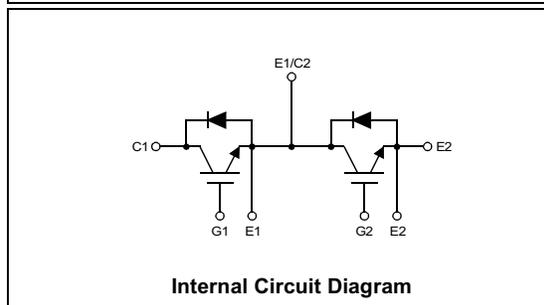 E1/C2
C1
E2
G1 E1 G2 E2
Internal Circuit Diagram